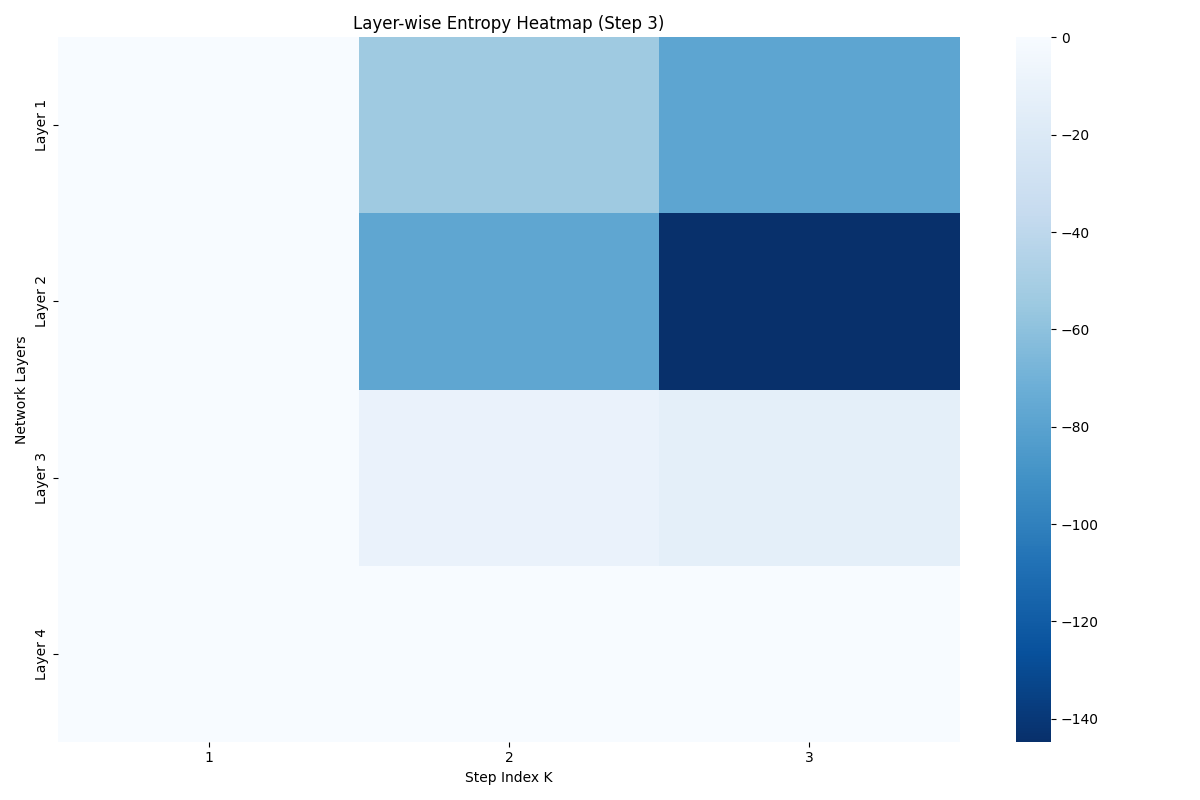 Layer-wise Entropy Heatmap (Step 3)
Network Layers
Layer 1
Layer 2
Layer 3
Layer 4
1
2
3
Step Index K
0
−20
−40
−60
−80
−100
−120
−140